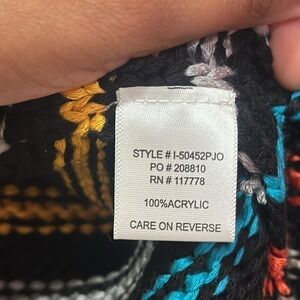 STYLE # I-50452PJO
PO # 208810
RN # 117778
100%ACRYLIC
CARE ON REVERSE